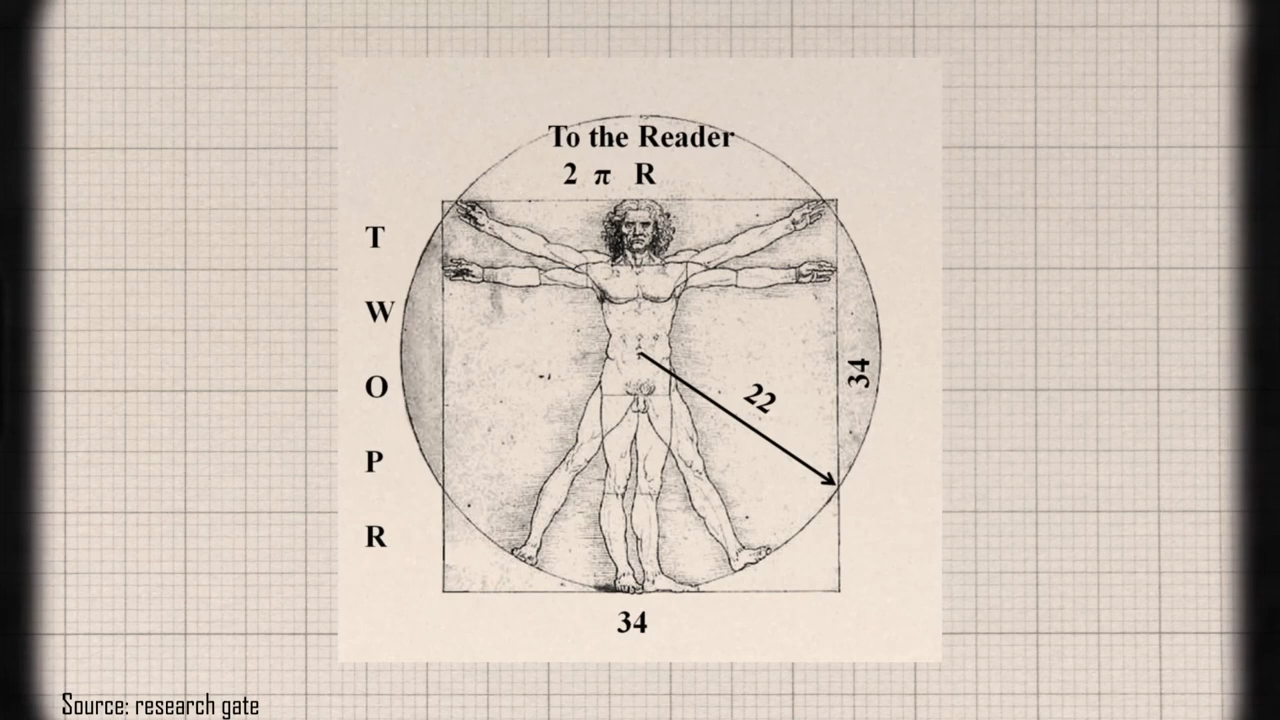 To the Reader
2 π R
T
W
O
P
R
22
34
34
Source: research gate